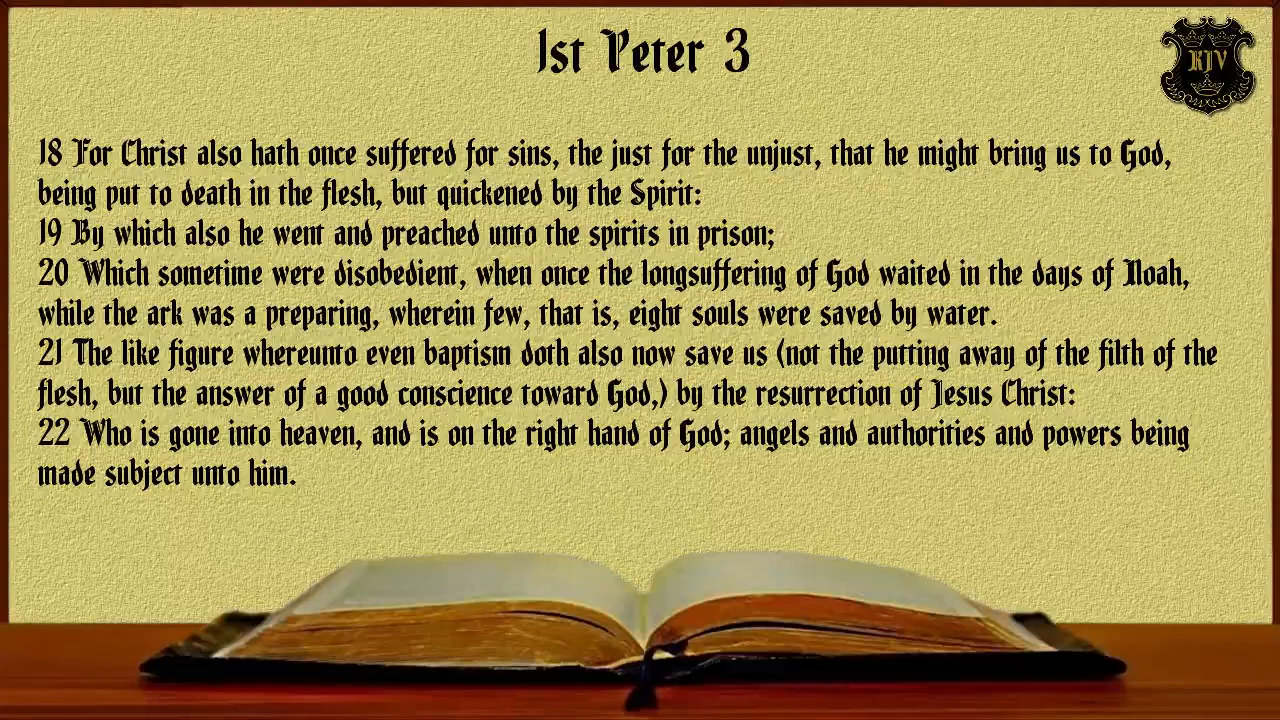 1st Peter 3
KJV
18 For Christ also hath once suffered for sins, the just for the unjust, that he might bring us to God,
being put to death in the flesh, but quickened by the Spirit:
19 By which also he went and preached unto the spirits in prison;
20 Which sometime were disobedient, when once the longsuffering of God waited in the days of Noah,
while the ark was a preparing, wherein few, that is, eight souls were saved by water.
21 The like figure whereunto even baptism doth also now save us (not the putting away of the filth of the
flesh, but the answer of a good conscience toward God,) by the resurrection of Jesus Christ:
22 Who is gone into heaven, and is on the right hand of God; angels and authorities and powers being
made subject unto him.